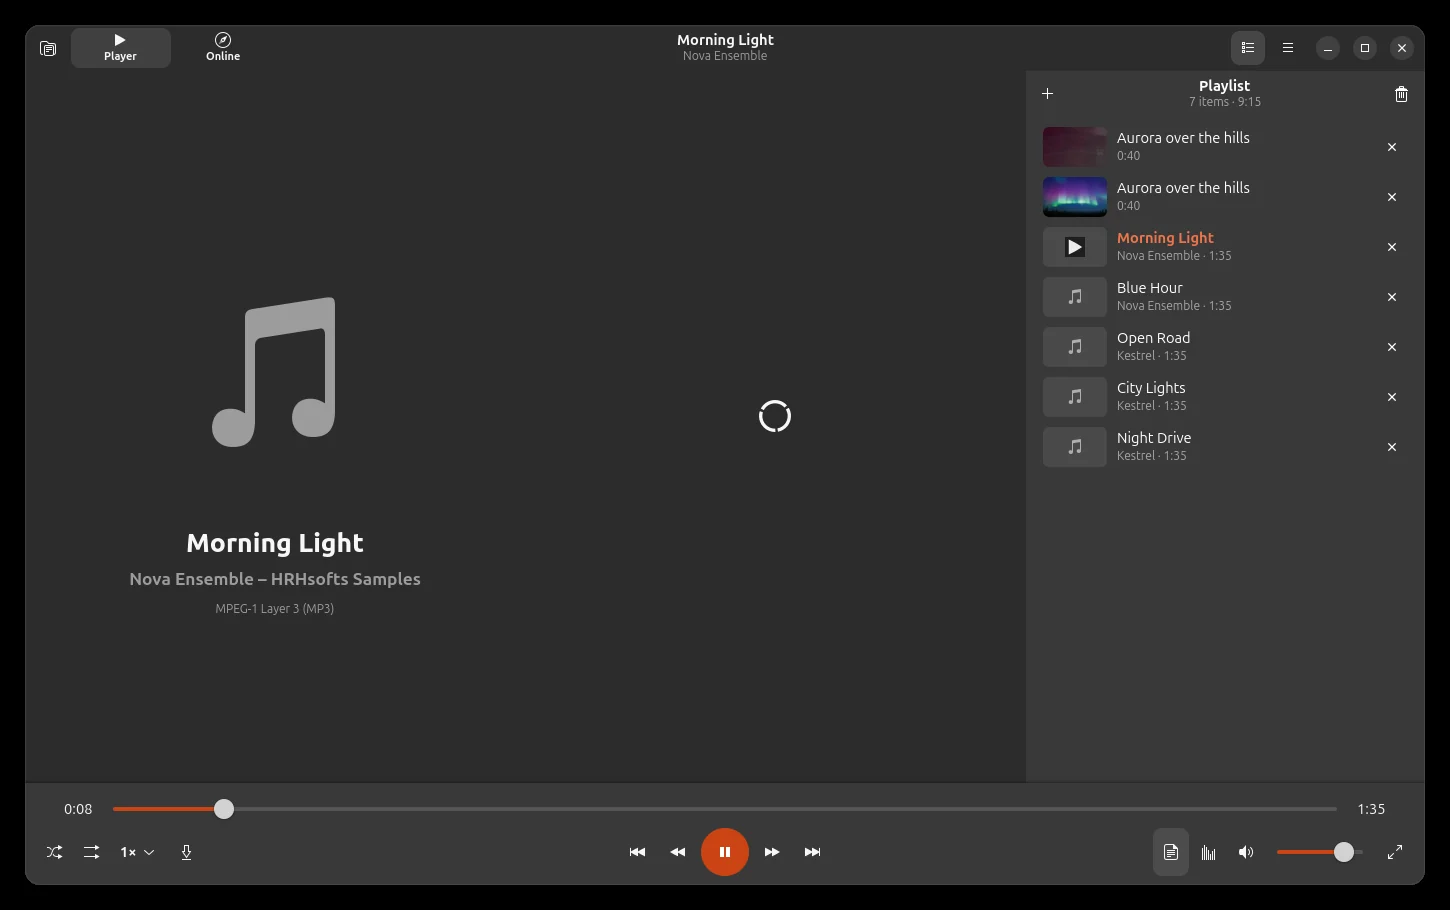 Player
Online
Morning Light
Nova Ensemble
Playlist
7 items · 9:15
Aurora over the hills
0:40
Aurora over the hills
0:40
Morning Light
Nova Ensemble · 1:35
Blue Hour
Nova Ensemble · 1:35
Open Road
Kestrel · 1:35
City Lights
Kestrel · 1:35
Night Drive
Kestrel · 1:35
Morning Light
Nova Ensemble – HRHsofts Samples
MPEG-1 Layer 3 (MP3)
0:08
1:35
1×